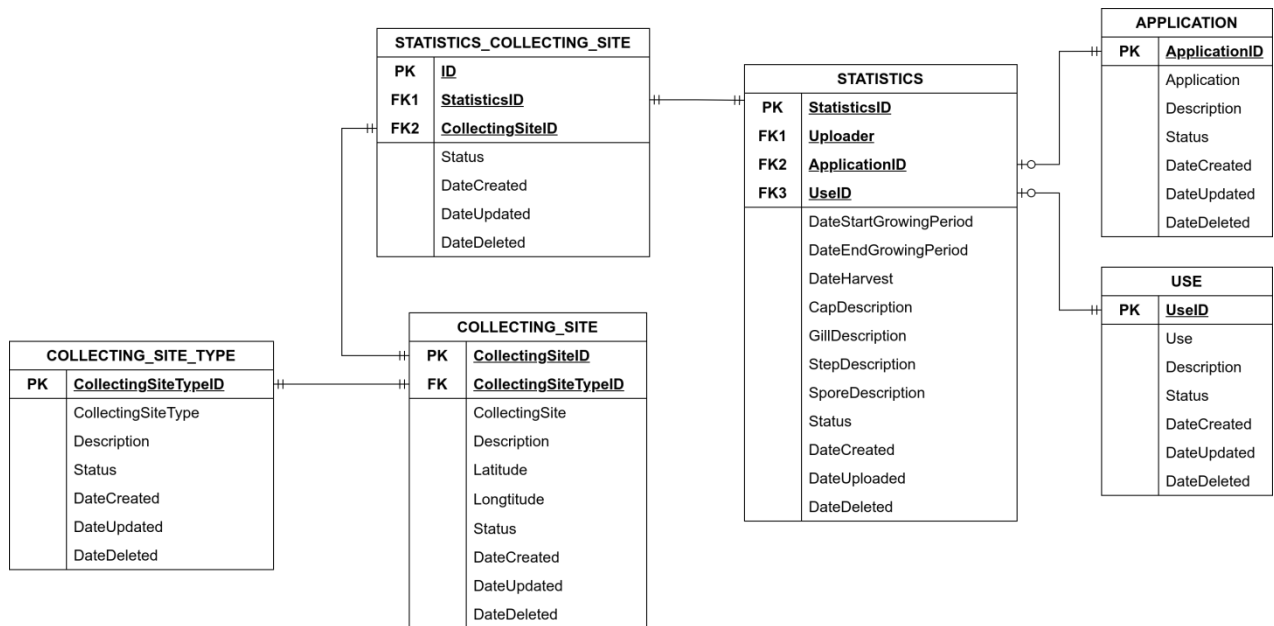 STATISTICS_COLLECTING_SITE
PK ID
FK1 StatisticsID
FK2 CollectingSiteID
Status
DateCreated
DateUpdated
DateDeleted
COLLECTING_SITE_TYPE
PK CollectingSiteTypeID
CollectingSiteType
Description
Status
DateCreated
DateUpdated
DateDeleted
COLLECTING_SITE
PK CollectingSiteID
FK CollectingSiteTypeID
CollectingSite
Description
Latitude
Longtitude
Status
DateCreated
DateUpdated
DateDeleted
STATISTICS
PK StatisticsID
FK1 Uploader
FK2 ApplicationID
FK3 UseID
DateStartGrowingPeriod
DateEndGrowingPeriod
DateHarvest
CapDescription
GillDescription
StepDescription
SporeDescription
Status
DateCreated
DateUploaded
DateDeleted
APPLICATION
PK ApplicationID
Application
Description
Status
DateCreated
DateUpdated
DateDeleted
USE
PK UseID
Use
Description
Status
DateCreated
DateUpdated
DateDeleted